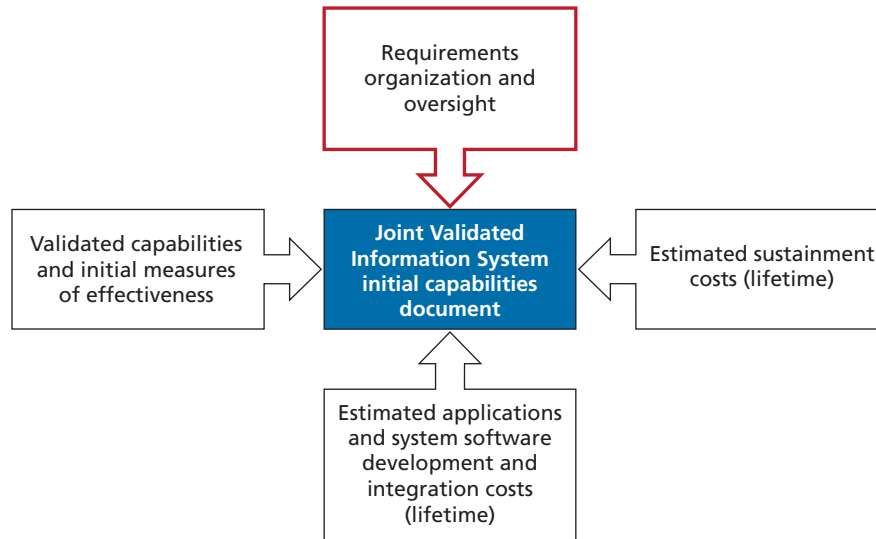 Requirements
organization and
oversight
Validated capabilities
and initial measures
of effectiveness
Joint Validated
Information System
initial capabilities
document
Estimated sustainment
costs (lifetime)
Estimated applications
and system software
development and
integration costs
(lifetime)